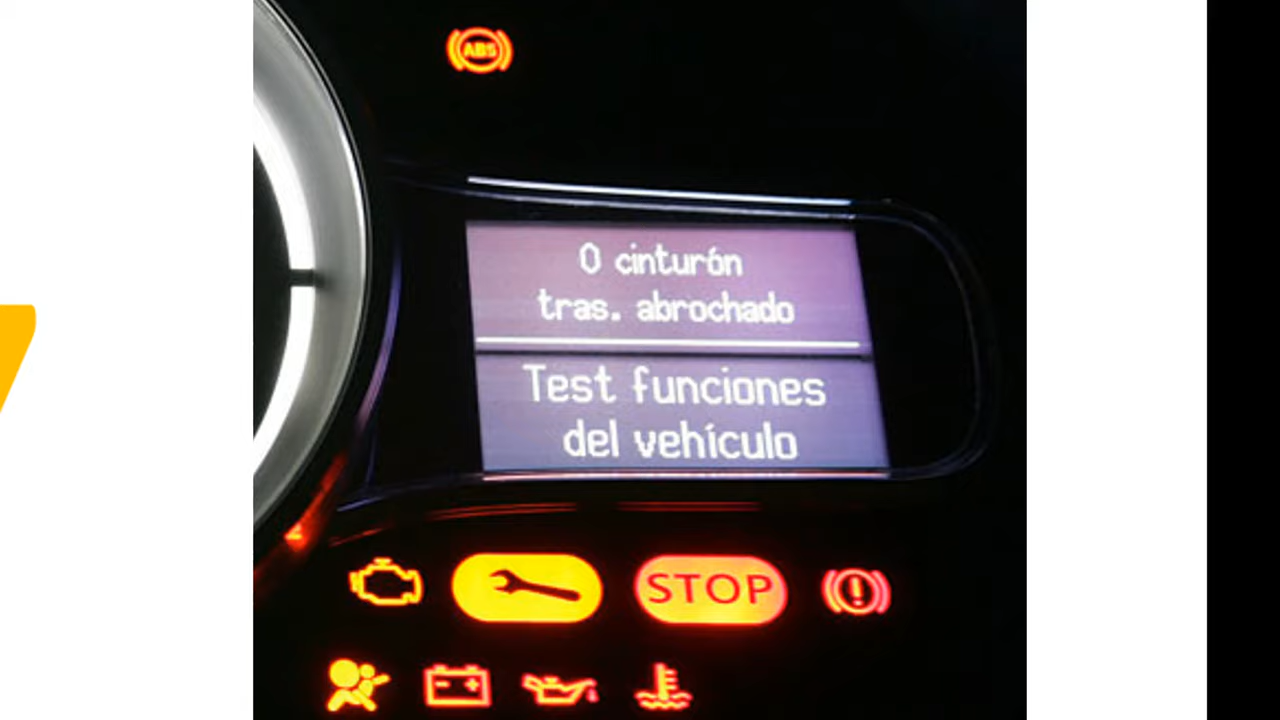 ABS
0 cinturón
tras. abrochado
Test funciones
del vehículo
STOP